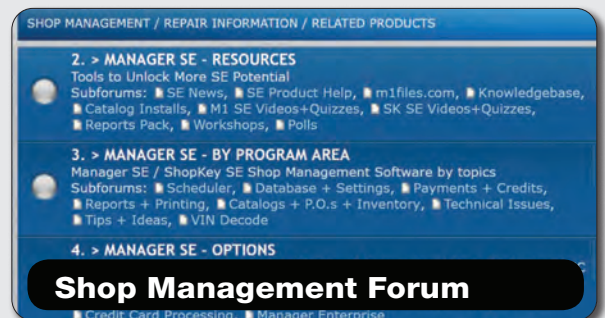 SHOP MANAGEMENT / REPAIR INFORMATION / RELATED PRODUCTS
2. > MANAGER SE - RESOURCES
Tools to Unlock More SE Potential
Subforums: SE News, SE Product Help, m1files.com, Knowledgebase,
Catalog Installs, M1 SE Videos+Quizzes, SK SE Videos+Quizzes,
Reports Pack, Workshops, Polls
3. > MANAGER SE - BY PROGRAM AREA
Manager SE / ShopKey SE Shop Management Software by topics
Subforums: Scheduler, Database + Settings, Payments + Credits,
Reports + Printing, Catalogs + P.O.s + Inventory, Technical Issues,
Tips + Ideas, VIN Decode
4. > MANAGER SE - OPTIONS
Shop Management Forum
Credit Card Processing, Manager Enterprise